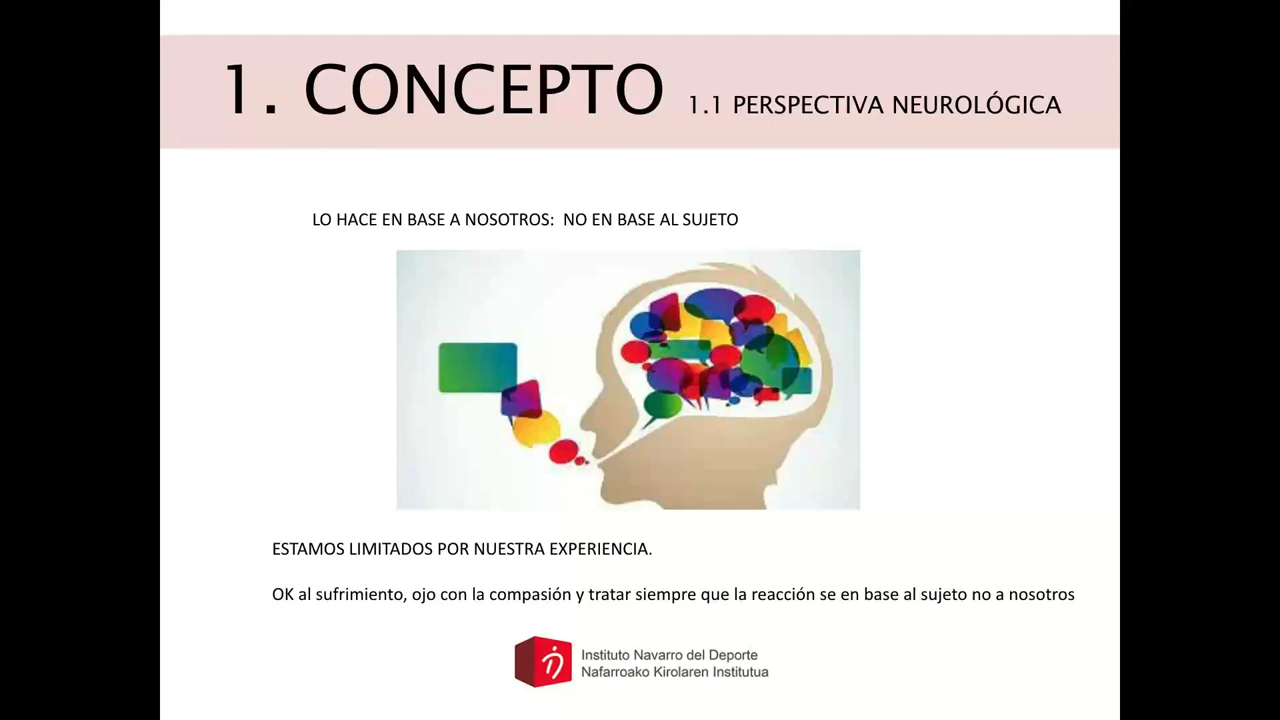 1. CONCEPTO 1.1 PERSPECTIVA NEUROLÓGICA
LO HACE EN BASE A NOSOTROS: NO EN BASE AL SUJETO
ESTAMOS LIMITADOS POR NUESTRA EXPERIENCIA.
OK al sufrimiento, ojo con la compasión y tratar siempre que la reacción se en base al sujeto no a nosotros
Instituto Navarro del Deporte
Nafarroako Kirolaren Institutua